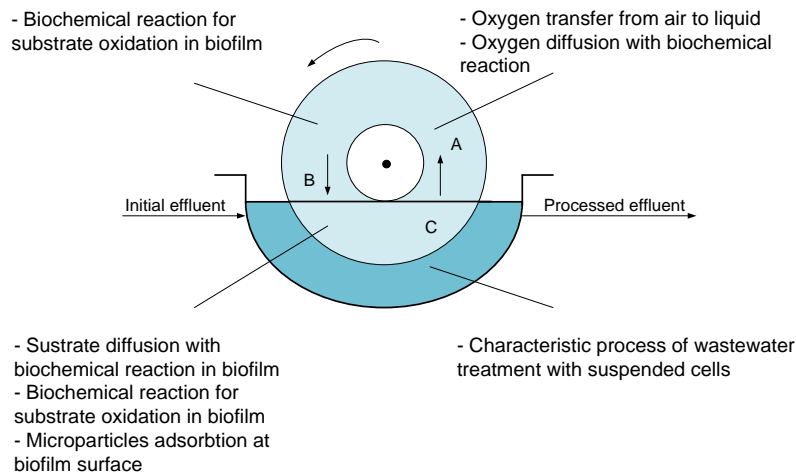 - Biochemical reaction for
substrate oxidation in biofilm
- Oxygen transfer from air to liquid
- Oxygen diffusion with biochemical
reaction
A
B
C
Initial effluent
Processed effluent
- Sustrate diffusion with
biochemical reaction in biofilm
- Biochemical reaction for
substrate oxidation in biofilm
- Microparticles adsorbtion at
biofilm surface
- Characteristic process of wastewater
treatment with suspended cells